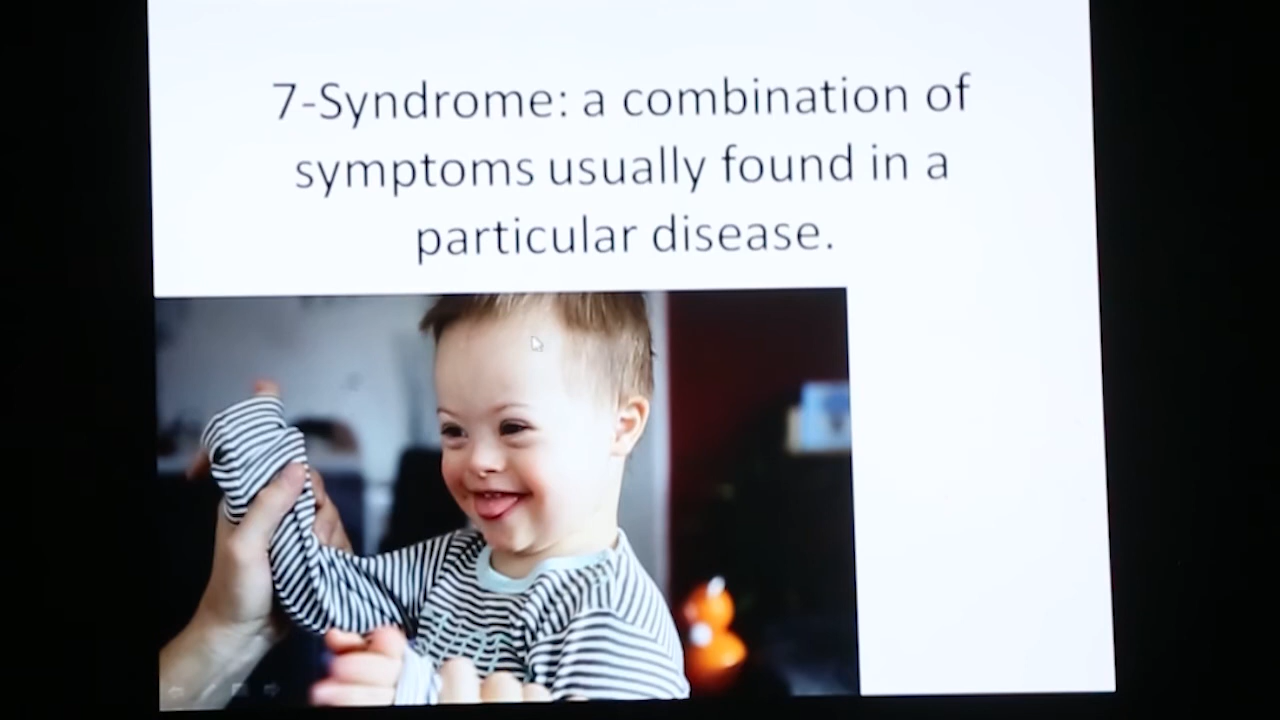 7-Syndrome: a combination of
symptoms usually found in a
particular disease.